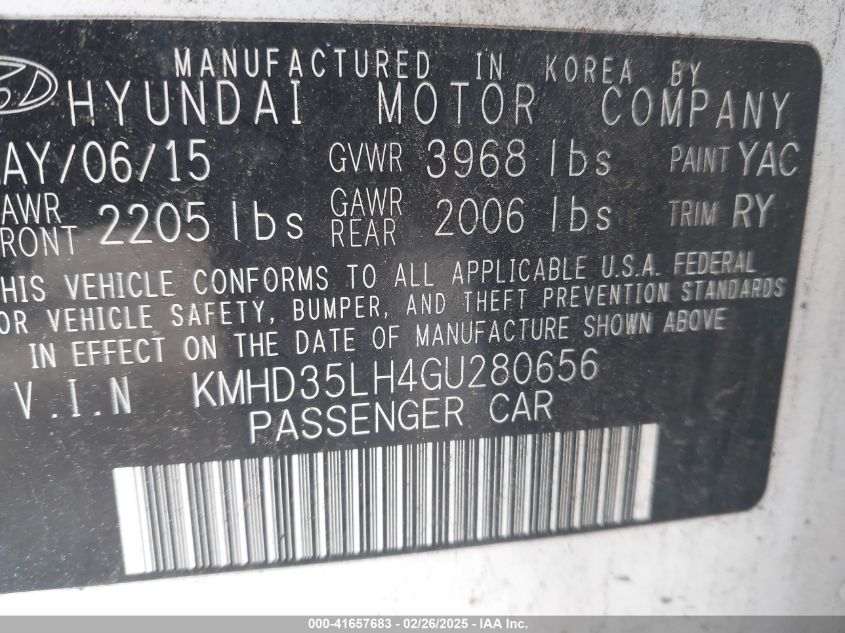 MANUFACTURED IN KOREA BY
HYUNDAI MOTOR COMPANY
AY/06/15 GVWR 3968 lbs PAINT YAC
AWR FRONT 2205 lbs GAWR REAR 2006 lbs TRIM RY
THIS VEHICLE CONFORMS TO ALL APPLICABLE U.S.A. FEDERAL
OR VEHICLE SAFETY, BUMPER, AND THEFT PREVENTION STANDARDS
IN EFFECT ON THE DATE OF MANUFACTURE SHOWN ABOVE
V.I.N KMHD35LH4GU280656
PASSENGER CAR
000-41657683 - 02/26/2025 - IAA Inc.